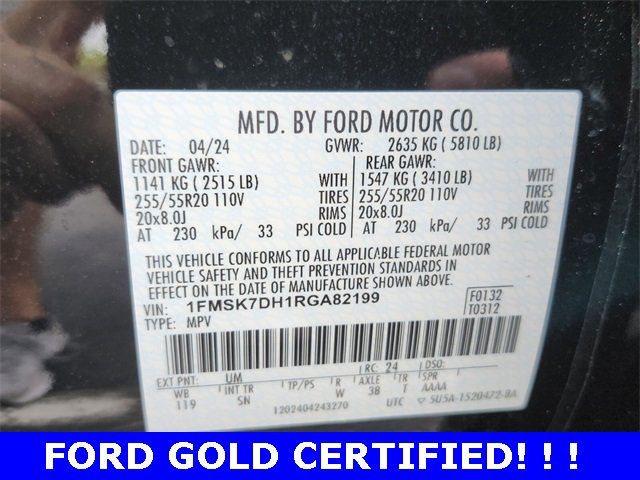 MFD. BY FORD MOTOR CO.
DATE: 04/24 GVWR: 2635 KG ( 5810 LB)
FRONT GAWR: REAR GAWR:
1141 KG ( 2515 LB) WITH 1547 KG ( 3410 LB) WITH
255/55R20 110V TIRES 255/55R20 110V TIRES
20x8.0J RIMS 20x8.0J RIMS
AT 230 kPa/ 33 PSI COLD AT 230 kPa/ 33 PSI COLD
THIS VEHICLE CONFORMS TO ALL APPLICABLE FEDERAL MOTOR
VEHICLE SAFETY AND THEFT PREVENTION STANDARDS IN
EFFECT ON THE DATE OF MANUFACTURE SHOWN ABOVE.
VIN: 1FMSK7DH1RGA82199 F0132
TYPE: MPV T0312
EXT PNT: UM RC: 24 DSO:
WB INT TR TP/PS R AXLE TR SPR
119 SN W 3B T AAAA
1202404243270 UTC 5U5A-1520472-BA
FORD GOLD CERTIFIED! ! !